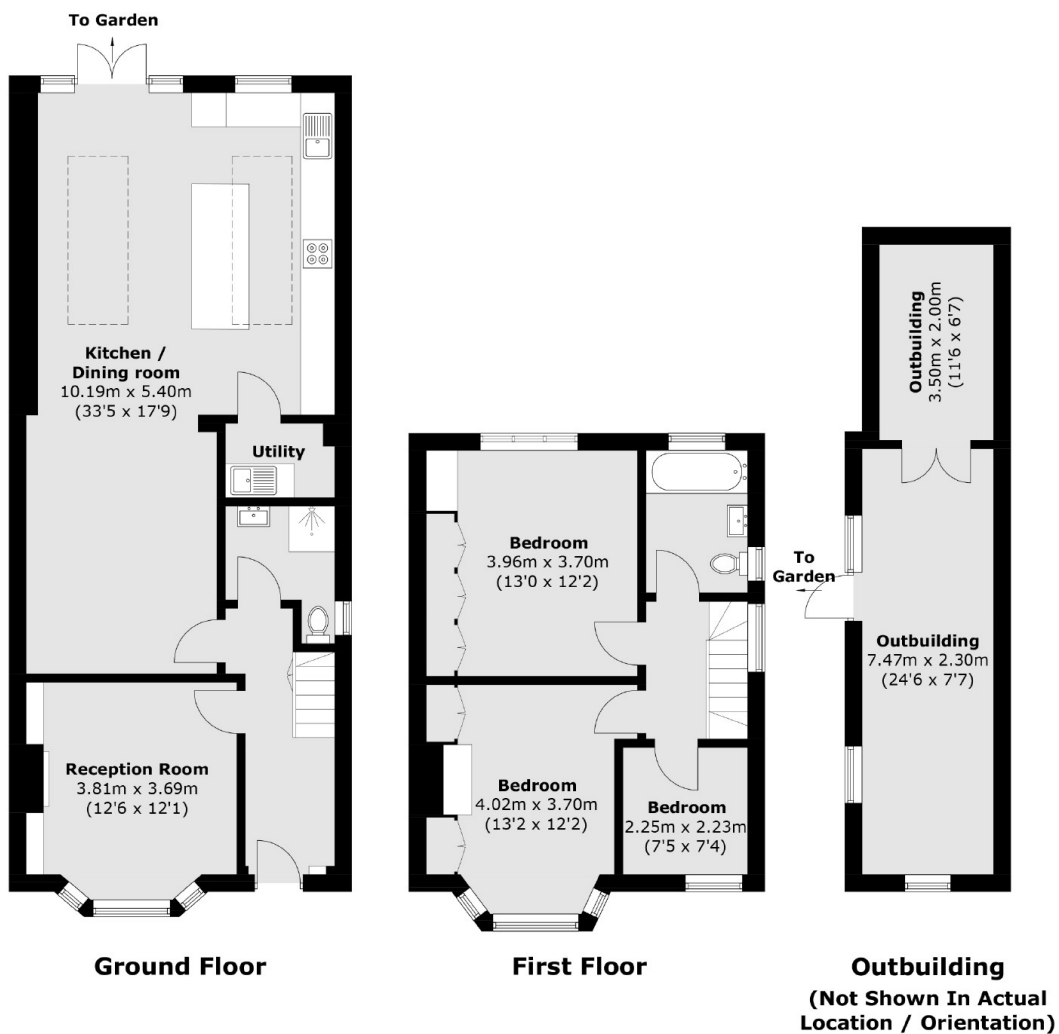 To Garden
Kitchen /
Dining room
10.19m x 5.40m
(33'5 x 17'9)
Utility
Reception Room
3.81m x 3.69m
(12'6 x 12'1)
Ground Floor
Bedroom
3.96m x 3.70m
(13'0 x 12'2)
Bedroom
4.02m x 3.70m
(13'2 x 12'2)
Bedroom
2.25m x 2.23m
(7'5 x 7'4)
First Floor
Outbuilding
3.50m x 2.00m
(11'6 x 6'7)
To
Garden
Outbuilding
7.47m x 2.30m
(24'6 x 7'7)
Outbuilding
(Not Shown In Actual
Location / Orientation)